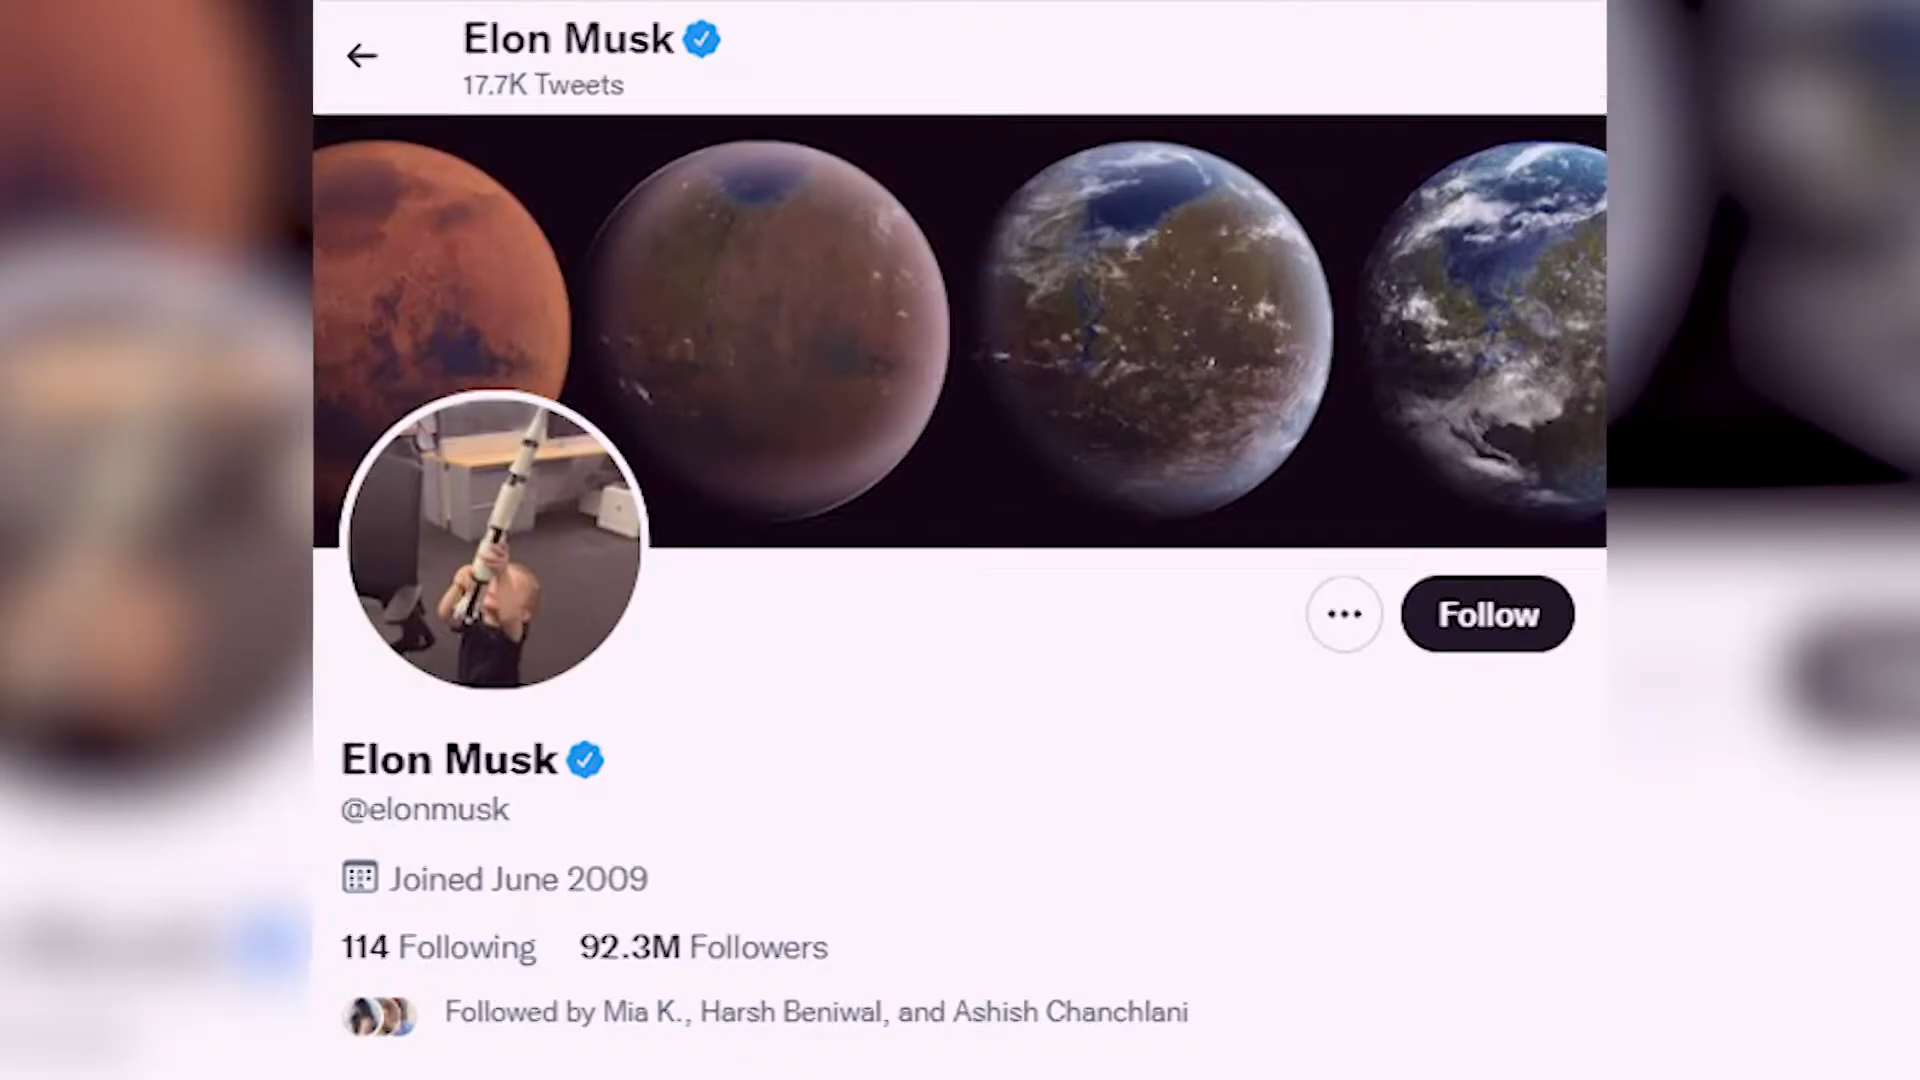 Elon Musk
17.7K Tweets
Follow
Elon Musk
@elonmusk
Joined June 2009
114 Following 92.3M Followers
Followed by Mia K., Harsh Beniwal, and Ashish Chanchlani